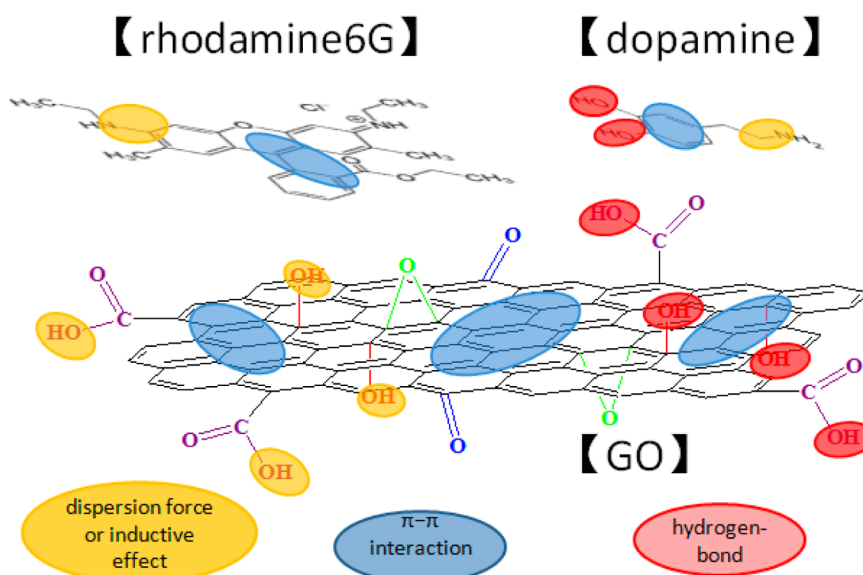 【rhodamine6G】
【dopamine】
CH₃
HN
O
Cl⁻
CH₃
⊕NH
H₃C
CH₃
O
O
CH₃
HO
HO
NH₂
HO
O
C
O
O
O
C
HO
OH
OH
OH
OH
O
C
OH
O
O
C
O
OH
【GO】
dispersion force
or inductive
effect
π−π
interaction
hydrogen-
bond